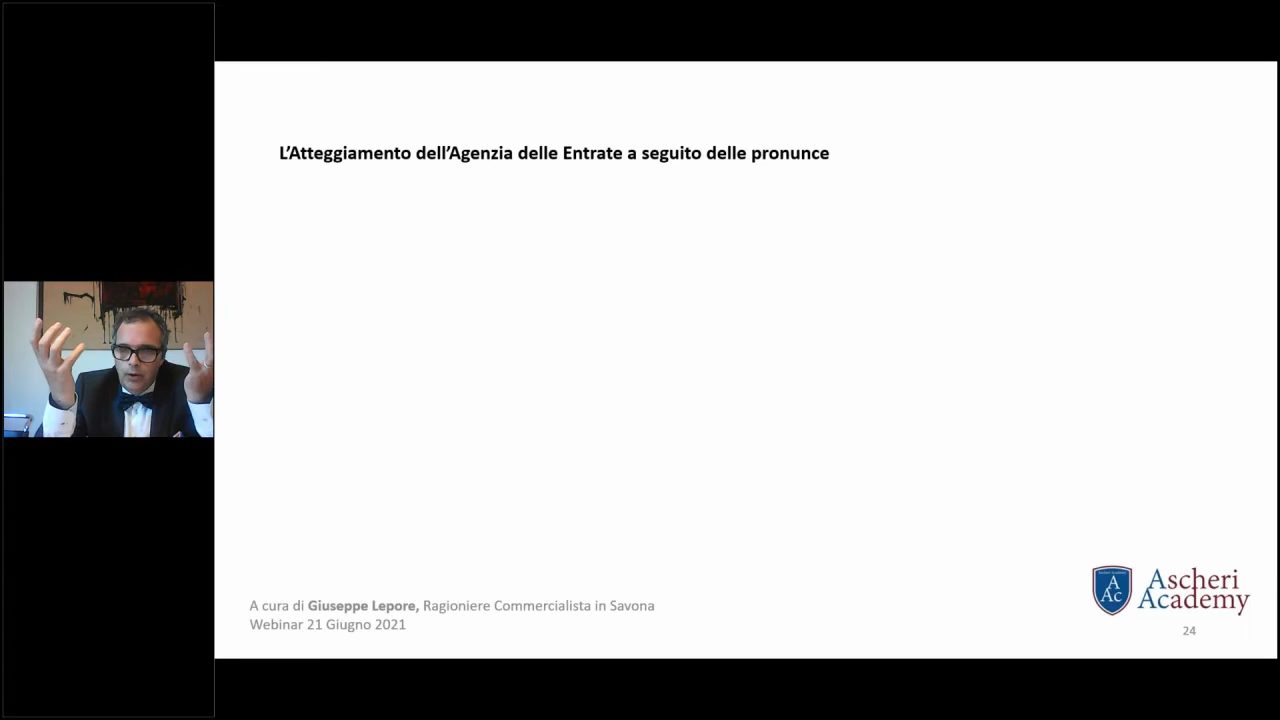 L'Atteggiamento dell'Agenzia delle Entrate a seguito delle pronunce
A cura di Giuseppe Lepore, Ragioniere Commercialista in Savona
Webinar 21 Giugno 2021
A
Ac
Ascheri
Academy
24